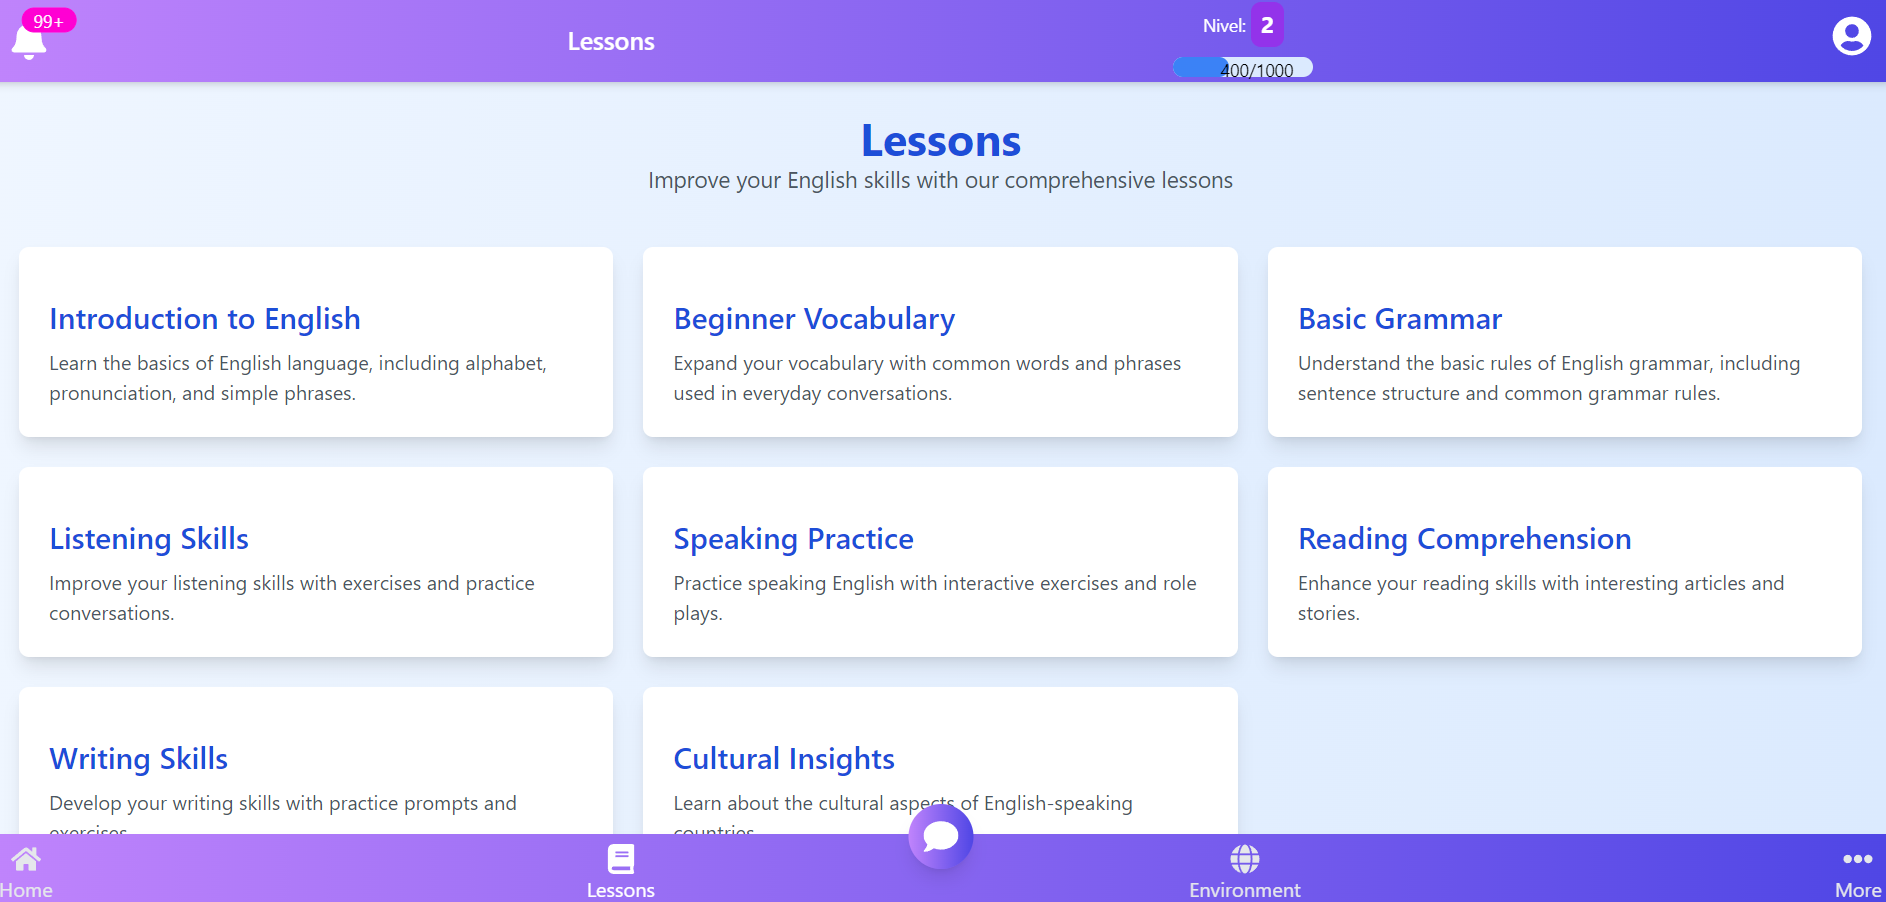 99+
Lessons
Nivel: 2
400/1000
Lessons
Improve your English skills with our comprehensive lessons
Introduction to English
Learn the basics of English language, including alphabet,
pronunciation, and simple phrases.
Beginner Vocabulary
Expand your vocabulary with common words and phrases
used in everyday conversations.
Basic Grammar
Understand the basic rules of English grammar, including
sentence structure and common grammar rules.
Listening Skills
Improve your listening skills with exercises and practice
conversations.
Speaking Practice
Practice speaking English with interactive exercises and role
plays.
Reading Comprehension
Enhance your reading skills with interesting articles and
stories.
Writing Skills
Develop your writing skills with practice prompts and
exercises.
Cultural Insights
Learn about the cultural aspects of English-speaking
countries.
Home
Lessons
Environment
More